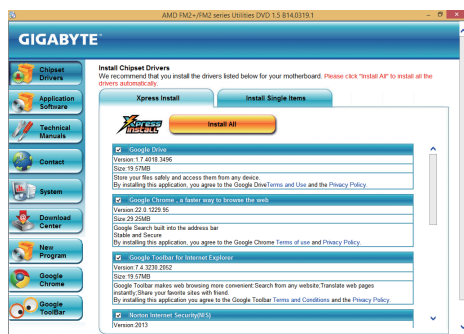 AMD FM2+/FM2 series Utilities DVD 1.5 B14.0319.1
GIGABYTE™
Chipset
Drivers
Application
Software
Technical
Manuals
Contact
System
Download
Center
New
Program
Google
Chrome
Google
ToolBar
Install Chipset Drivers
We recommend that you install the drivers listed below for your motherboard. Please click "Install All" to install all the
drivers automatically.
Xpress Install
Install Single Items
Xpress
INSTALL
Install All
Google Drive
Version:1.7.4018.3496
Size:19.57MB
Store your files safely and access them from any device.
By installing this application, you agree to the Google DriveTerms and Use and the Privacy Policy.
Google Chrome , a faster way to browse the web
Version:22.0.1229.95
Size:29.25MB
Google Search built into the address bar
Stable and Secure
By installing this application, you agree to the Google Chrome Terms of use and Privacy Policy.
Google Toolbar for Internet Explorer
Version:7.4.3230.2052
Size:19.57MB
Google Toolbar makes web browsing more convenient:Search from any website;Translate web pages
instantly;Share your favorite sites with friend.
By installing this application you agree to the Google Toolbar Terms and Conditions and the Privacy Policy.
Norton Internet Security(NIS)
Version:2013